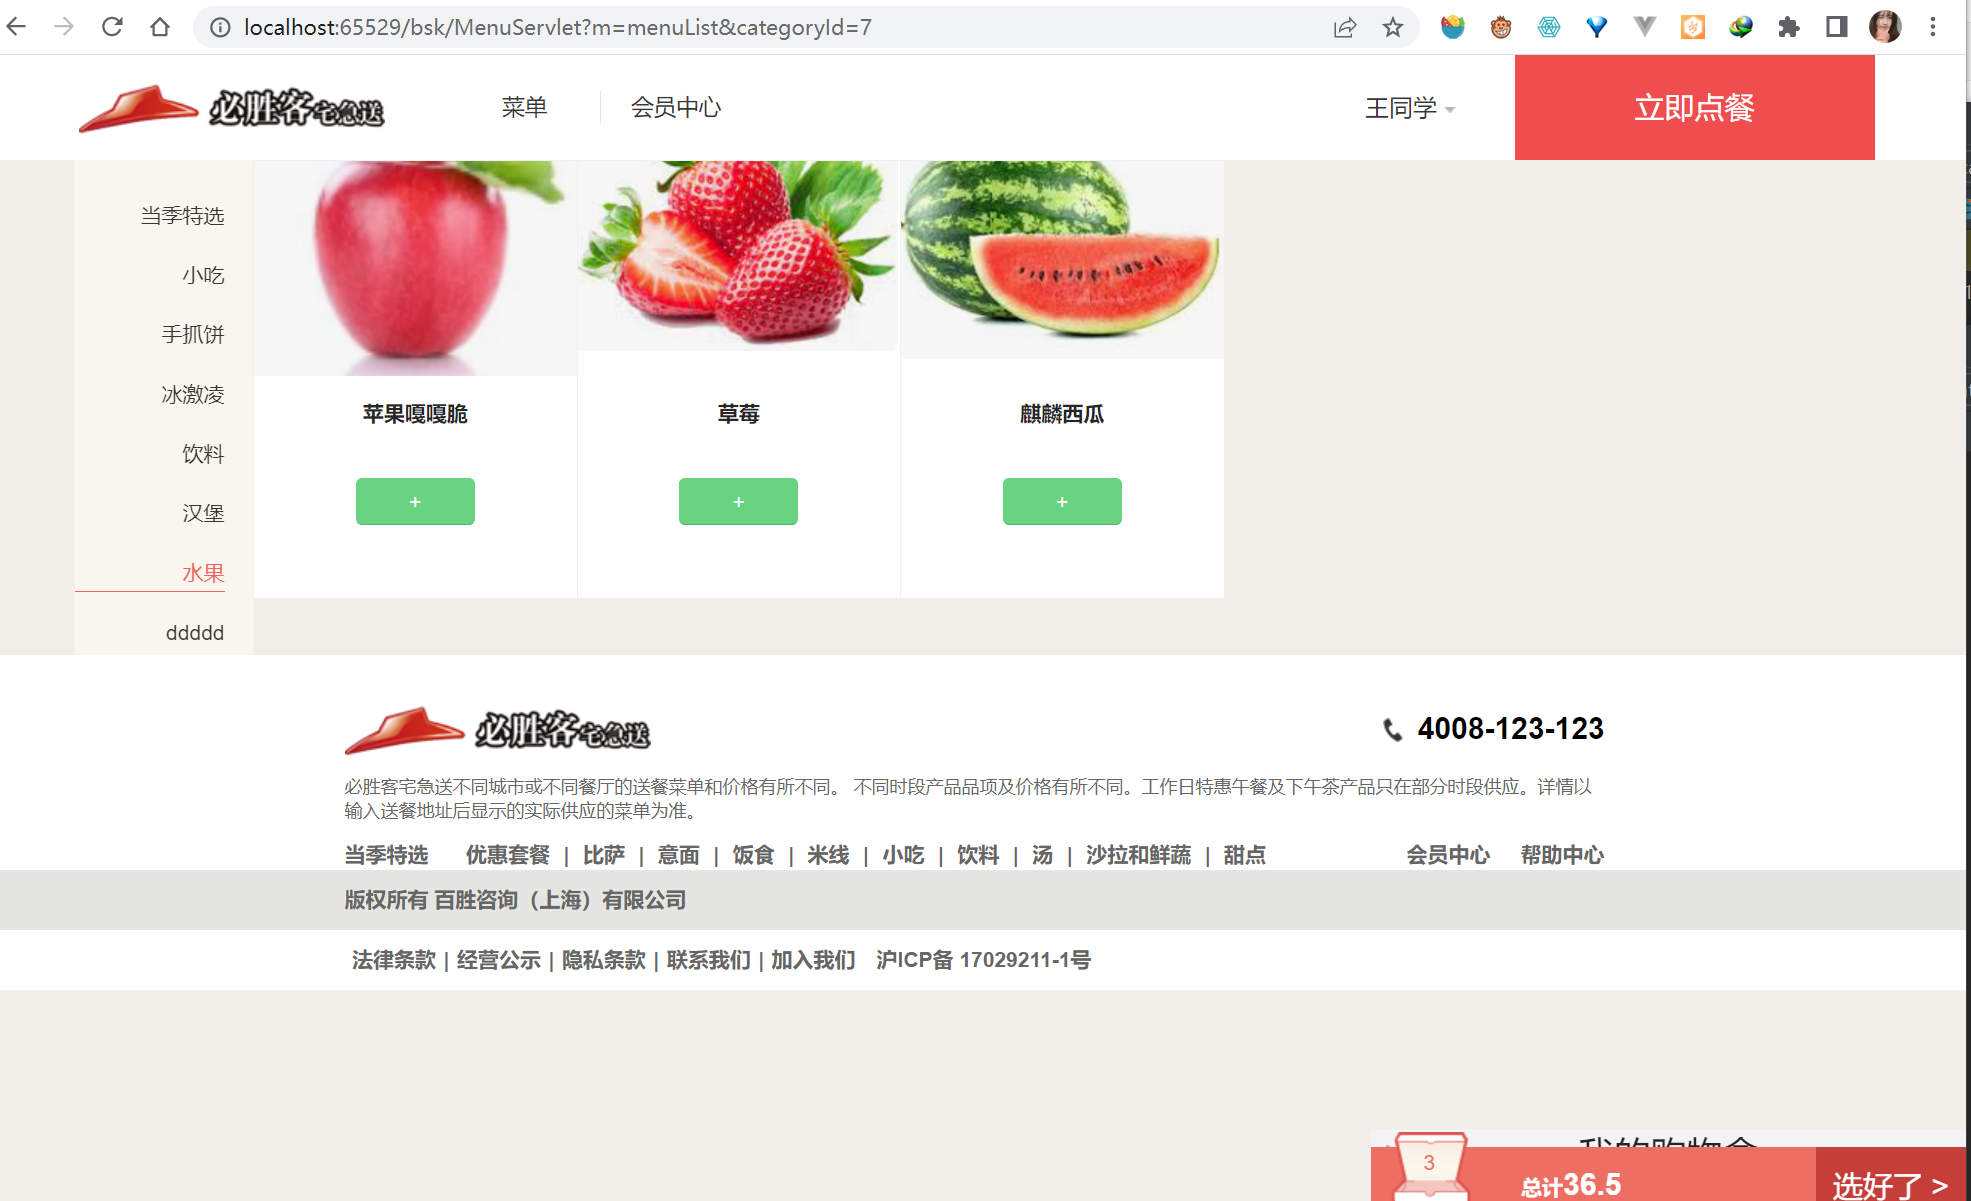 localhost:65529/bsk/MenuServlet?m=menuList&categoryId=7
必胜客宅急送
菜单
会员中心
王同学
立即点餐
当季特选
小吃
手抓饼
冰激凌
饮料
汉堡
水果
ddddd
苹果嘎嘎脆
草莓
麒麟西瓜
+
+
+
必胜客宅急送
4008-123-123
必胜客宅急送不同城市或不同餐厅的送餐菜单和价格有所不同。 不同时段产品品项及价格有所不同。工作日特惠午餐及下午茶产品只在部分时段供应。详情以
输入送餐地址后显示的实际供应的菜单为准。
当季特选 优惠套餐 | 比萨 | 意面 | 饭食 | 米线 | 小吃 | 饮料 | 汤 | 沙拉和鲜蔬 | 甜点 会员中心 帮助中心
版权所有 百胜咨询（上海）有限公司
法律条款 | 经营公示 | 隐私条款 | 联系我们 | 加入我们 沪ICP备 17029211-1号
3
总计36.5
选好了 >